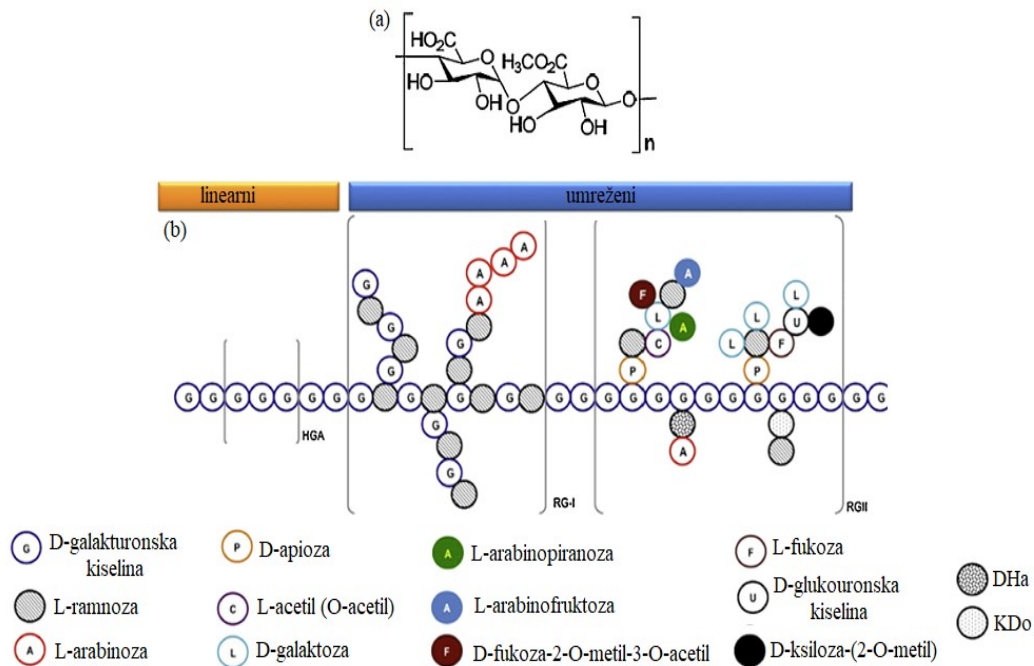 (a)
HO₂C
HO
OH
O
O
H₃CO₂C
O
HO
OH
O
n
linearni
umreženi
(b)
A A A
A
A
G
G
G
G
F
A
L
A
C
P
L
L
U
L
F
P
G G G G G G G G G G G G G G G G G G G G G G G G
G
G
A
HGA
RG-I
RGII
G D-galakturonska
kiselina
L-ramnoza
A L-arabinoza
P D-apioza
C L-acetil (O-acetil)
L D-galaktoza
A L-arabinopiranoza
A L-arabinofruktoza
F D-fukoza-2-O-metil-3-O-acetil
F L-fukoza
U D-glukouronska
kiselina
D-ksiloza-(2-O-metil)
DHa
KDo